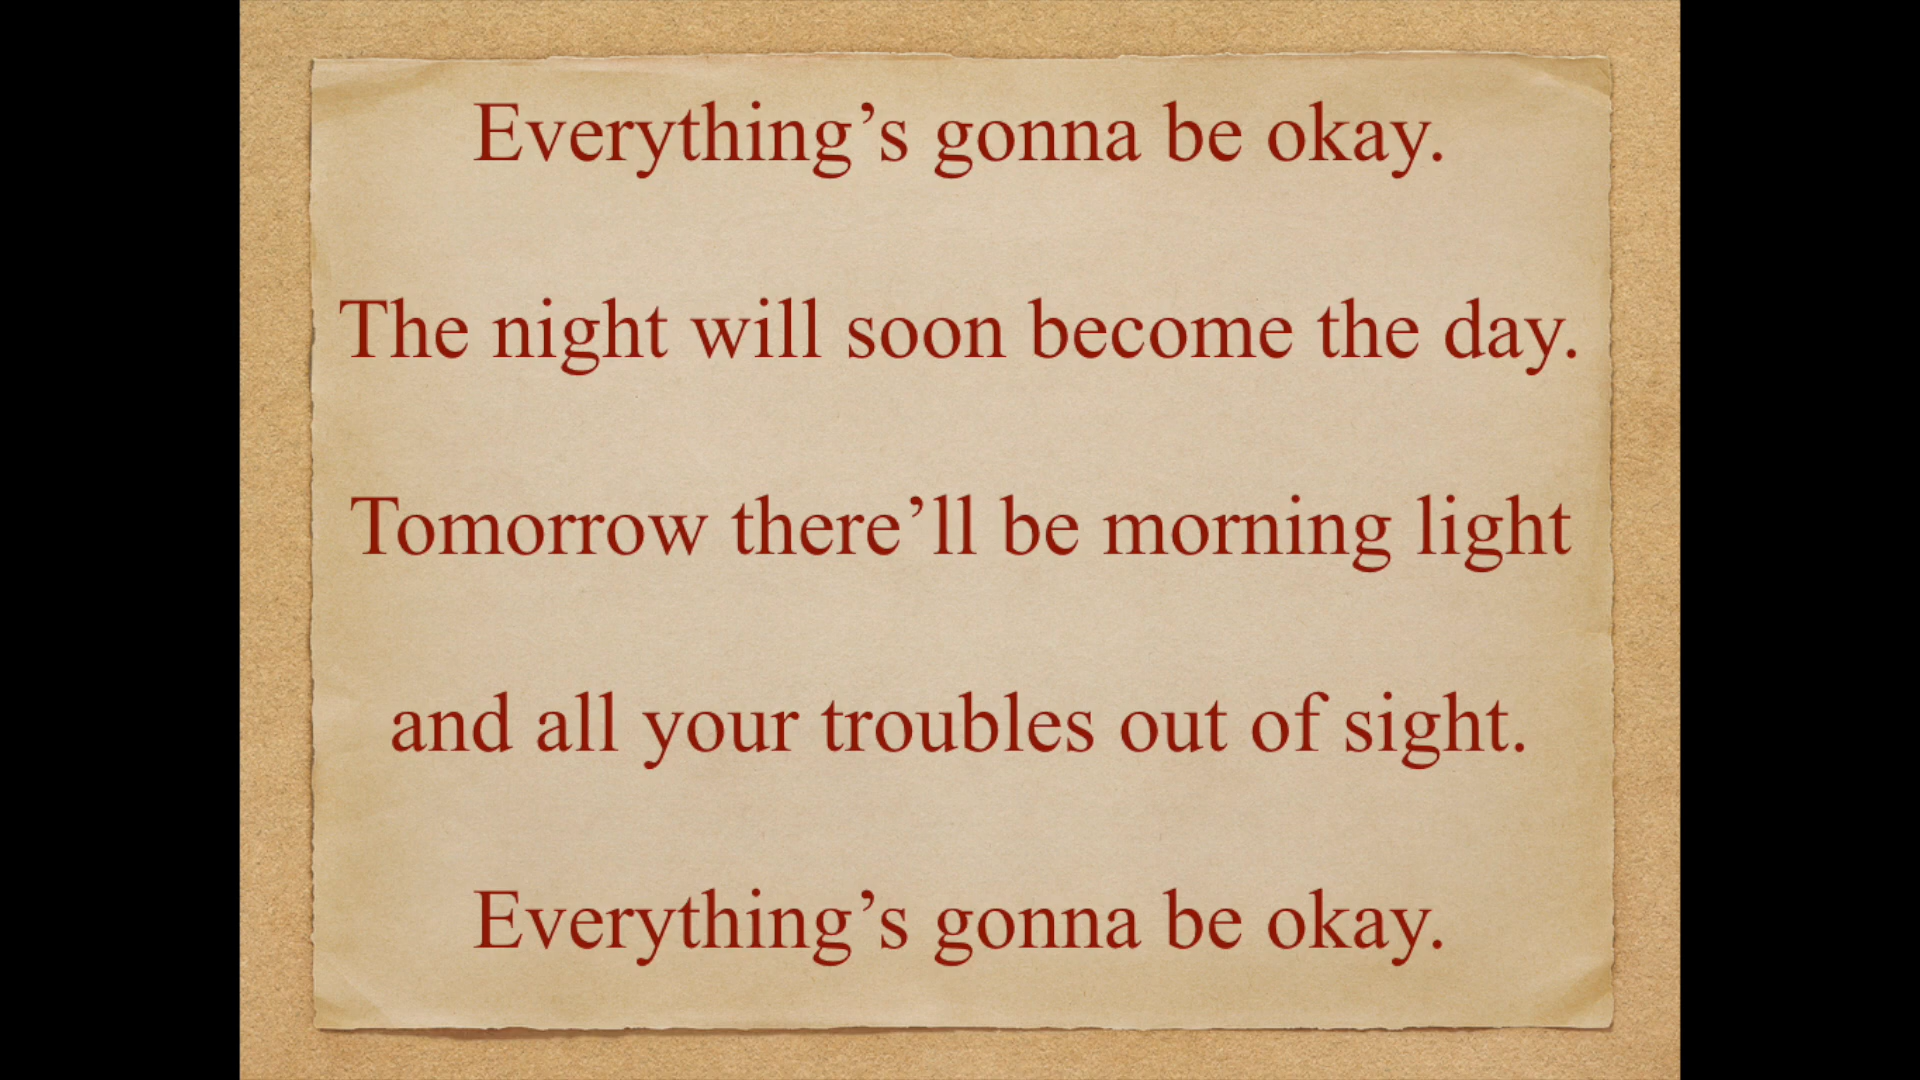 Everything’s gonna be okay.
The night will soon become the day.
Tomorrow there’ll be morning light
and all your troubles out of sight.
Everything’s gonna be okay.